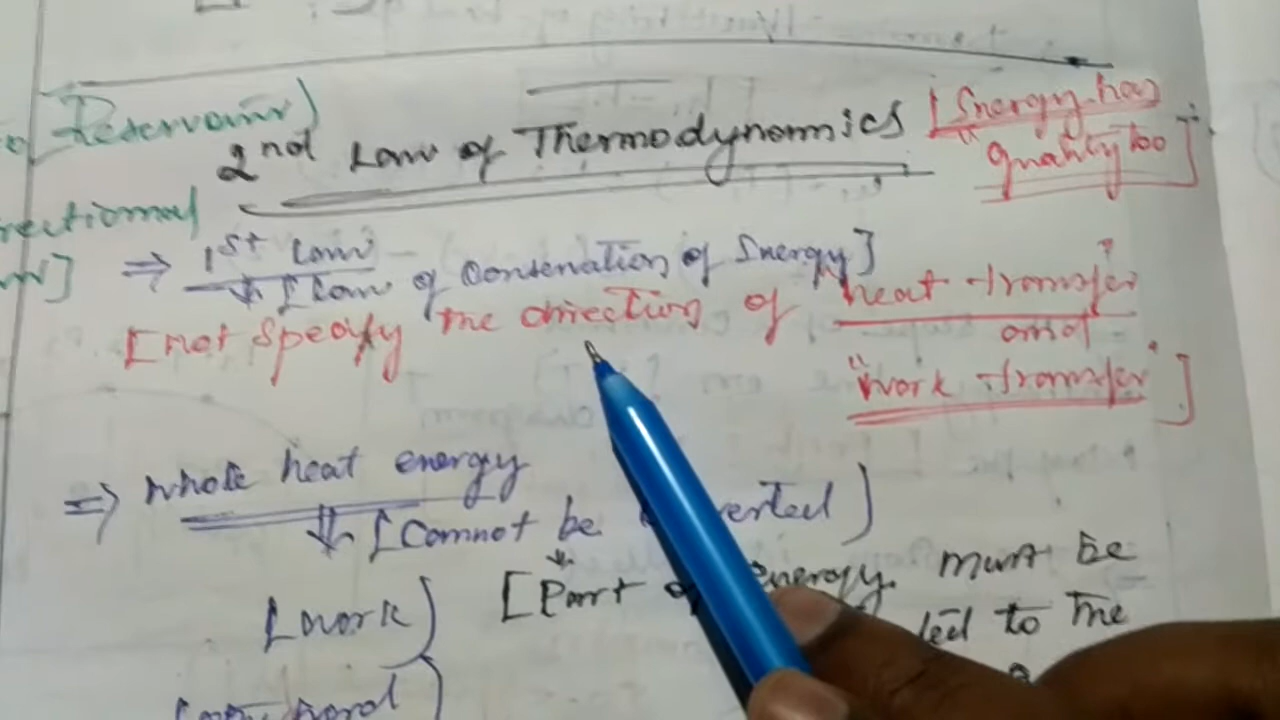 Reservoir)
2nd Law of Thermodynamics [Energy has
quality too]
rectional
⇒ 1st Law
[Law of Conservation of Energy]
[not specify the direction of heat transfer
and
"work transfer"]
⇒ whole heat energy
[Cannot be verted]
[work] [Part energy must be
ded to the